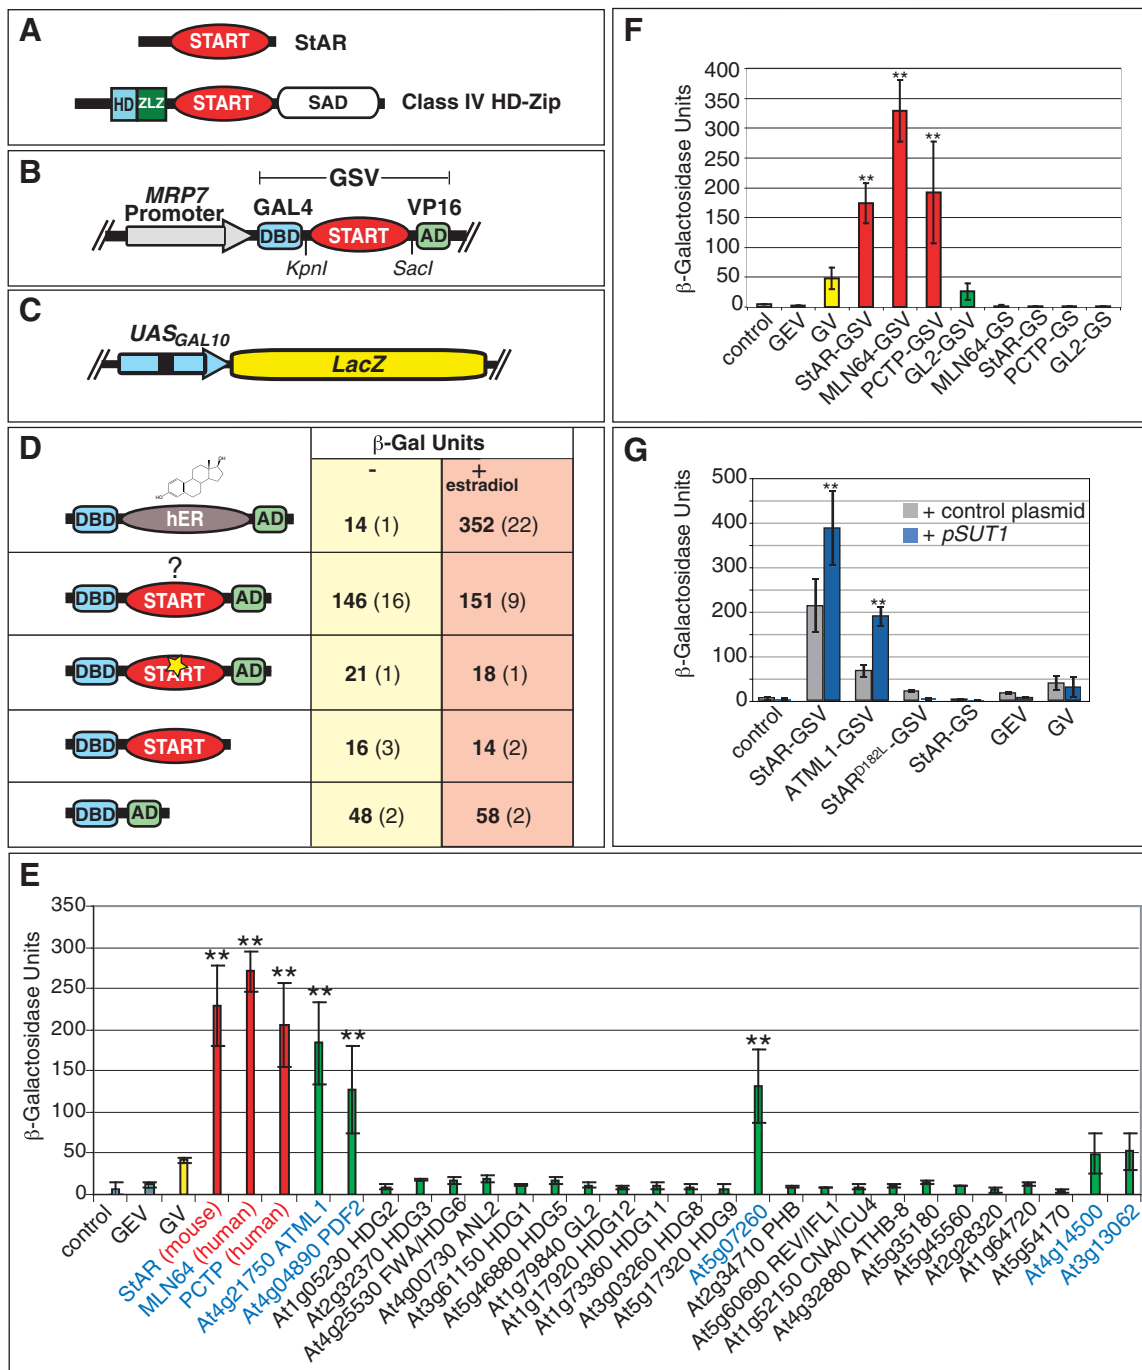 A
START
StAR
HD
ZLZ
START
SAD
Class IV HD-Zip
B
GSV
MRP7
Promoter
GAL4
VP16
DBD
START
AD
KpnI
SacI
C
UAS GAL10
LacZ
D
β-Gal Units
-
+
estradiol
OH
HO
DBD
hER
AD
14 (1)
352 (22)
?
DBD
START
AD
146 (16)
151 (9)
DBD
START
AD
21 (1)
18 (1)
DBD
START
16 (3)
14 (2)
DBD
AD
48 (2)
58 (2)
F
β-Galactosidase Units
400
350
300
250
200
150
100
50
0
**
**
**
control
GEV
GV
StAR-GSV
MLN64-GSV
PCTP-GSV
GL2-GSV
MLN64-GS
StAR-GS
PCTP-GS
GL2-GS
G
β-Galactosidase Units
500
400
300
200
100
0
**
**
+ control plasmid
+ pSUT1
control
StAR-GSV
ATML1-GSV
StARD182L-GSV
StAR-GS
GEV
GV
E
β-Galactosidase Units
350
300
250
200
150
100
50
0
**
**
**
**
**
**
control
GEV
GV
StAR (mouse)
MLN64 (human)
PCTP (human)
At4g21750 ATML1
At4g04890 PDF2
At1g05230 HDG2
At2g32370 HDG3
At4g25530 FWA/HDG6
At4g00730 ANL2
At3g61150 HDG1
At5g46880 HDG5
At1g79840 GL2
At1g17920 HDG12
At1g73360 HDG11
At3g03260 HDG8
At5g17320 HDG9
At5g07260
At2g34710 PHB
At5g60690 REV/IFL1
At1g52150 CNA/ICU4
At4g32880 ATHB-8
At5g35180
At5g45560
At2g28320
At1g64720
At5g54170
At4g14500
At3g13062